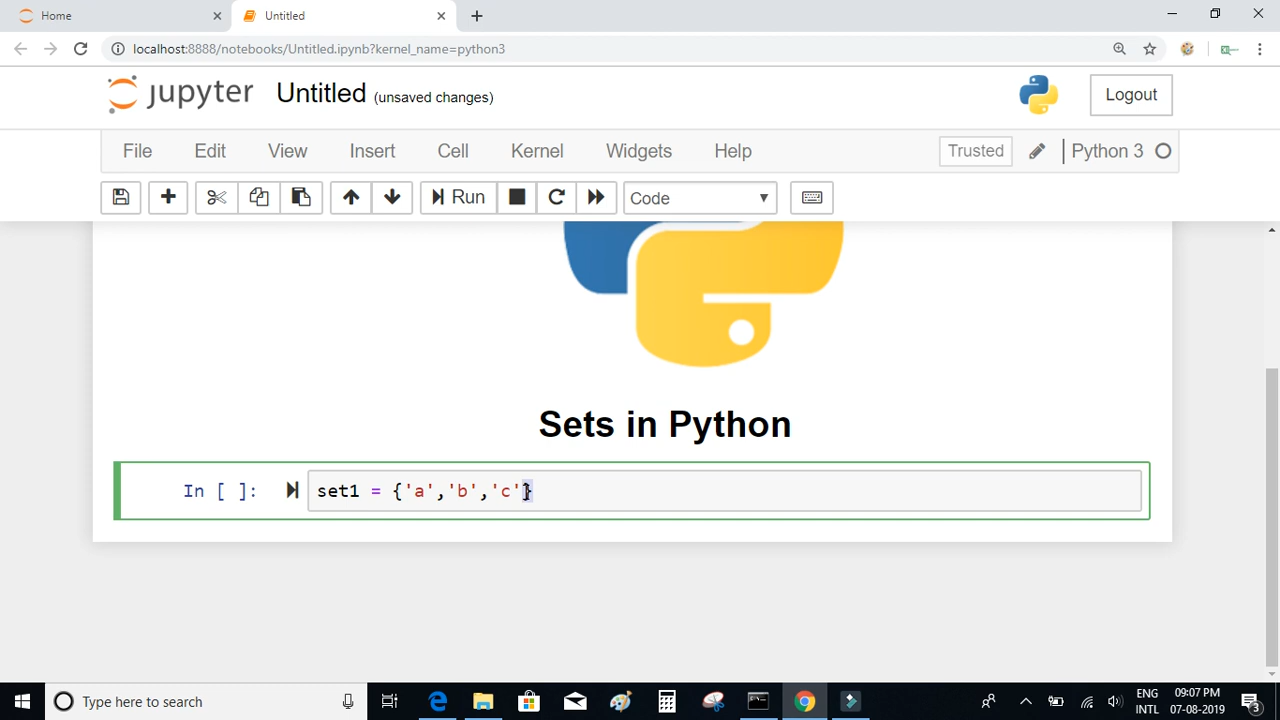 Home
Untitled
localhost:8888/notebooks/Untitled.ipynb?kernel_name=python3
jupyter Untitled (unsaved changes)
Logout
File Edit View Insert Cell Kernel Widgets Help
Trusted
Python 3
Run
Code
Sets in Python
In [ ]:
set1 = {'a','b','c'}
Type here to search
ENG
INTL
09:07 PM
07-08-2019
3